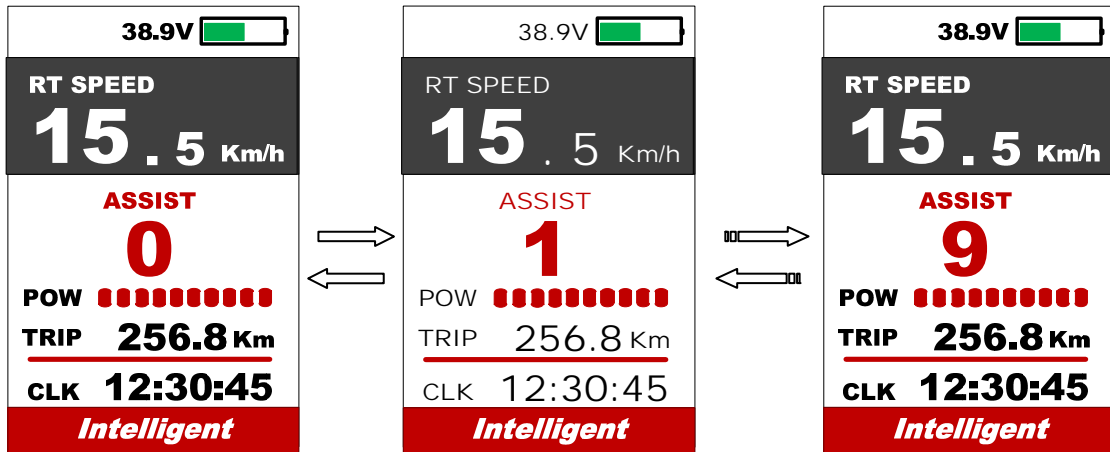 38.9V
RT SPEED
15.5 Km/h
ASSIST
0
POW
TRIP 256.8 Km
CLK 12:30:45
Intelligent
38.9V
RT SPEED
15.5 Km/h
ASSIST
1
POW
TRIP 256.8 Km
CLK 12:30:45
Intelligent
38.9V
RT SPEED
15.5 Km/h
ASSIST
9
POW
TRIP 256.8 Km
CLK 12:30:45
Intelligent